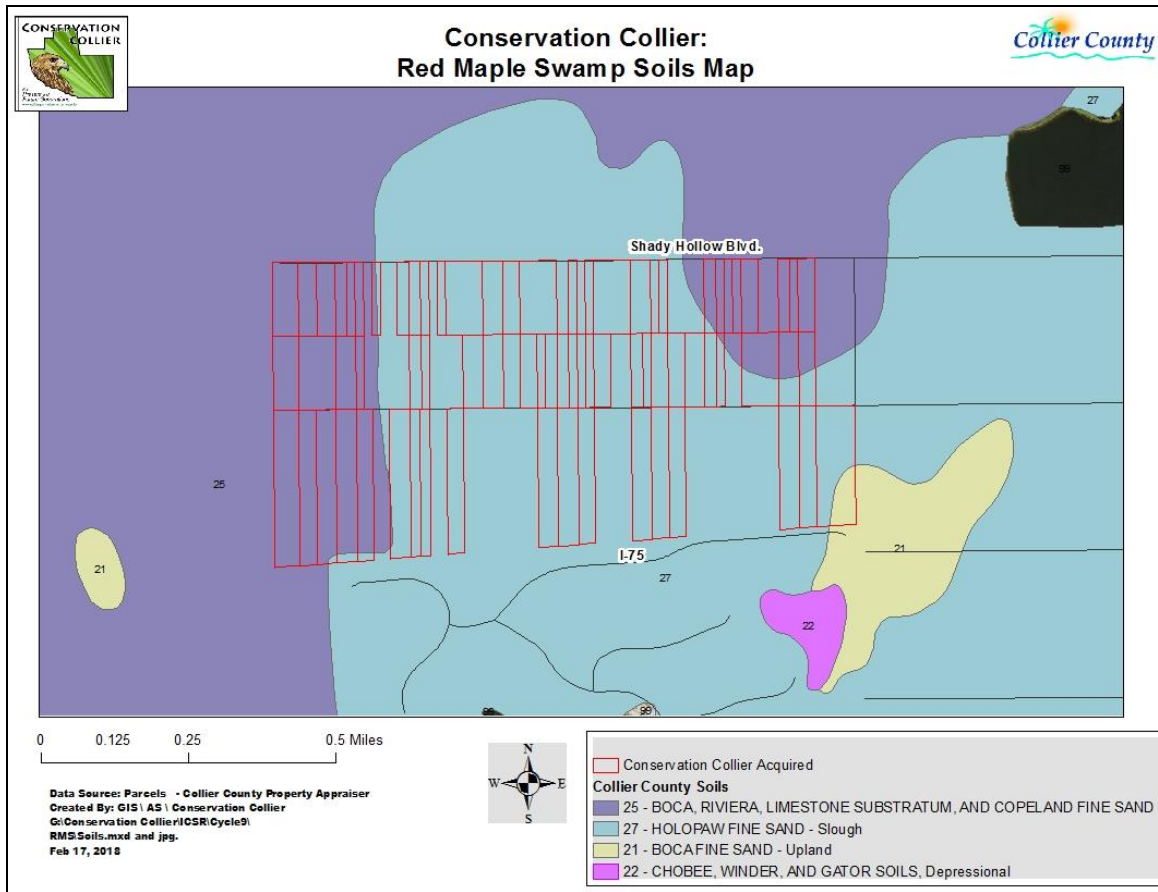 CONSERVATION
COLLIER
Conservation Collier:
Red Maple Swamp Soils Map
Collier County
27
99
Shady Hollow Blvd.
25
21
21
I-75
27
22
99
99
0 0.125 0.25 0.5 Miles
N
W E
S
Data Source: Parcels - Collier County Property Appraiser
Created By: GIS \ AS \ Conservation Collier
G:\Conservation Collier\ICSR\Cycle9\
RMS\Soils.mxd and jpg.
Feb 17, 2018
Conservation Collier Acquired
Collier County Soils
25 - BOCA, RIVIERA, LIMESTONE SUBSTRATUM, AND COPELAND FINE SAND
27 - HOLOPAW FINE SAND - Slough
21 - BOCA FINE SAND - Upland
22 - CHOBEE, WINDER, AND GATOR SOILS, Depressional